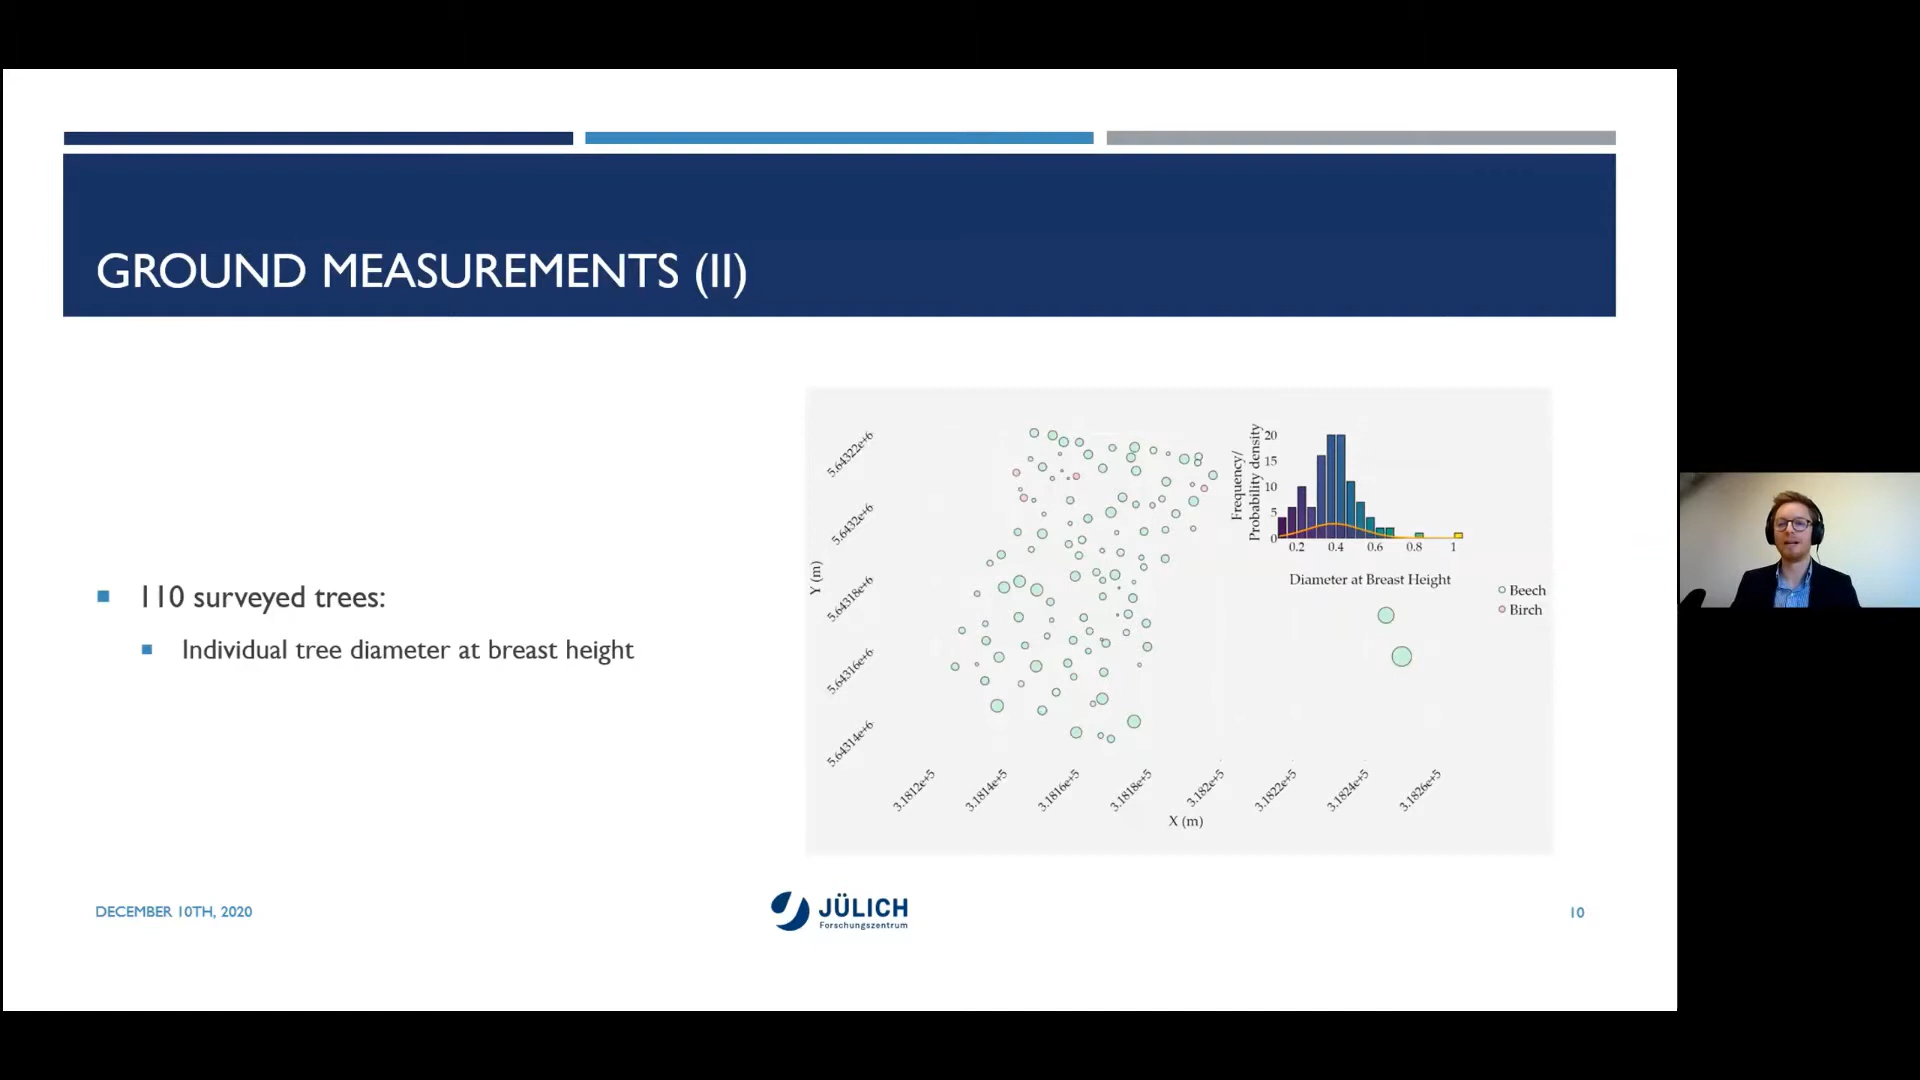 GROUND MEASUREMENTS (II)
110 surveyed trees:
Individual tree diameter at breast height
Y (m)
5.64322e+6
5.6432e+6
5.64318e+6
5.64316e+6
5.64314e+6
3.1812e+5
3.1814e+5
3.1816e+5
3.1818e+5
3.182e+5
3.1822e+5
3.1824e+5
3.1826e+5
X (m)
Frequency/
Probability density
20
15
10
5
0
0.2 0.4 0.6 0.8 1
Diameter at Breast Height
Beech
Birch
DECEMBER 10TH, 2020
JÜLICH
Forschungszentrum
10